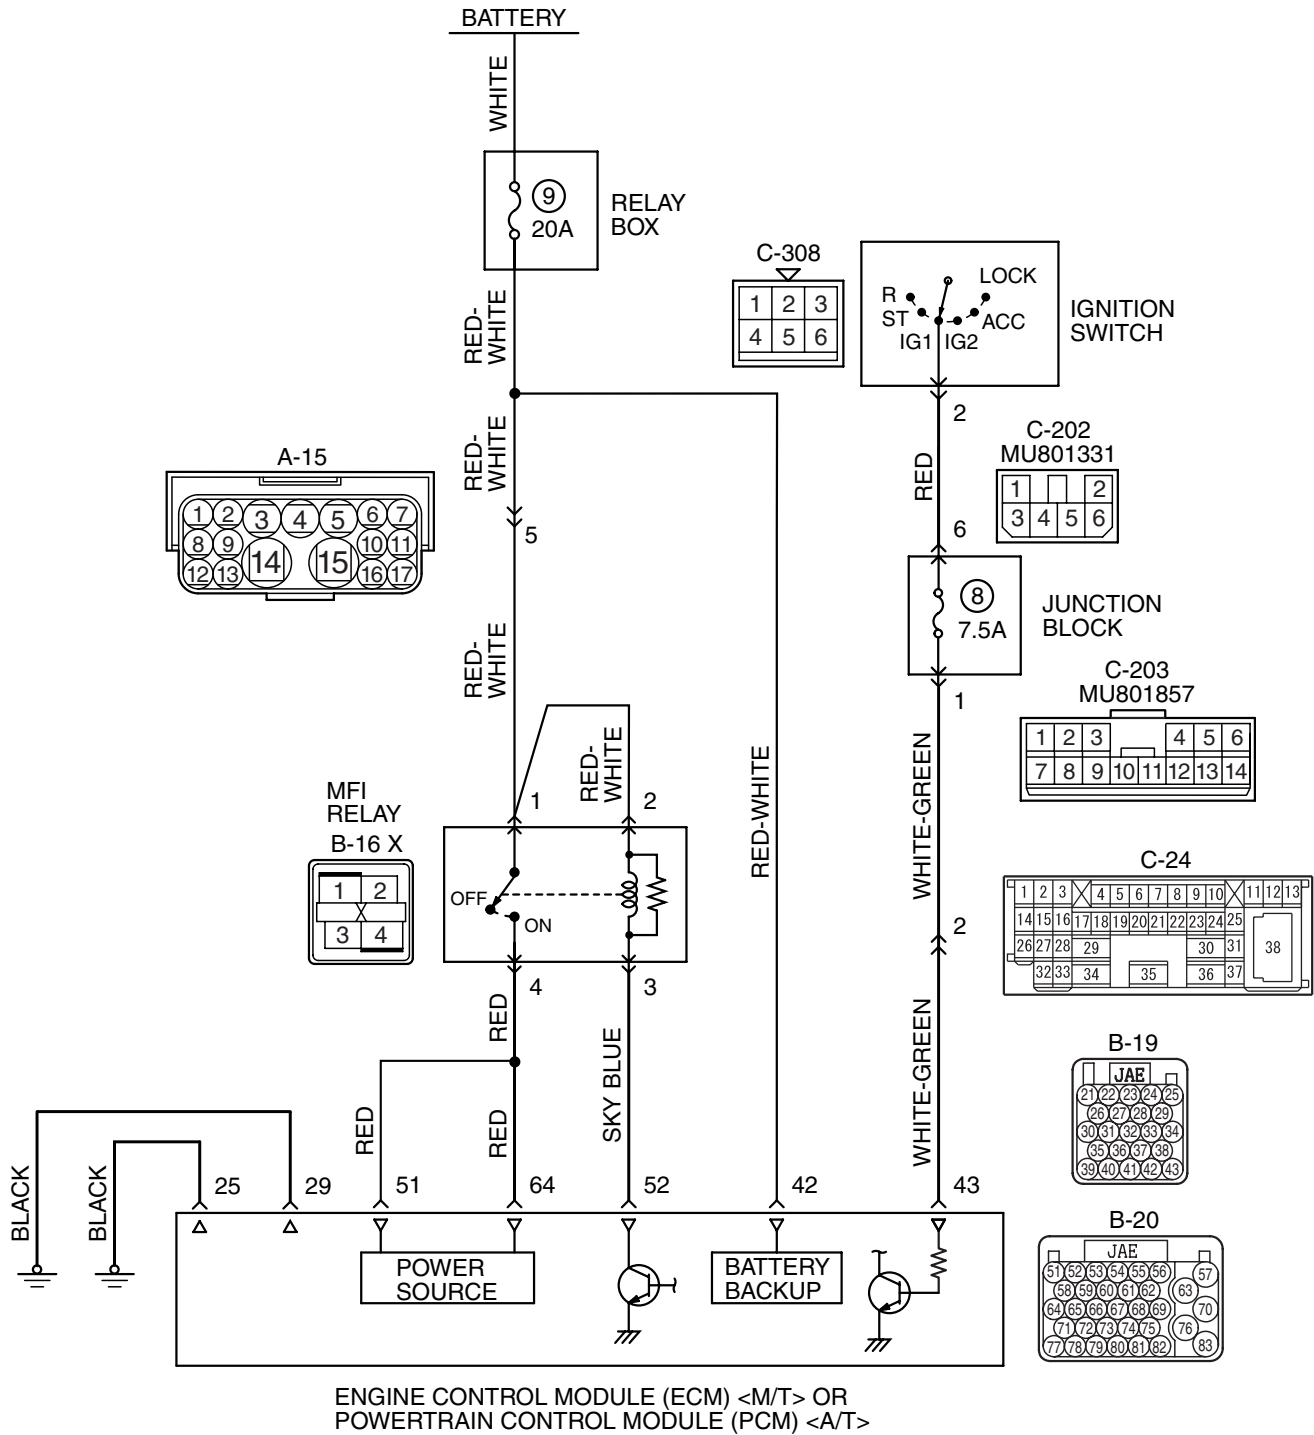 BATTERY
WHITE
9
20A
RELAY
BOX
RED-
WHITE
C-308
1 2 3
4 5 6
R
ST
IG1
IG2
ACC
LOCK
IGNITION
SWITCH
2
RED
6
C-202
MU801331
1 2
3 4 5 6
A-15
1 2 3 4 5 6 7
8 9 10 11
14 15
12 13 16 17
RED-
WHITE
5
8
7.5A
JUNCTION
BLOCK
1
C-203
MU801857
1 2 3 4 5 6
7 8 9 10 11 12 13 14
RED-
WHITE
RED-
WHITE
RED-WHITE
WHITE-GREEN
MFI
RELAY
B-16 X
1 2
3 4
1
2
OFF
ON
4
3
2
C-24
1 2 3 4 5 6 7 8 9 10 11 12 13
14 15 16 17 18 19 20 21 22 23 24 25
26 27 28 29 30 31 38
32 33 34 35 36 37
RED
SKY BLUE
WHITE-GREEN
B-19
JAE
21 22 23 24 25
26 27 28 29
30 31 32 33 34
35 36 37 38
39 40 41 42 43
BLACK
BLACK
RED
RED
25
29
51
64
52
42
43
B-20
JAE
51 52 53 54 55 56 57
58 59 60 61 62 63
64 65 66 67 68 69 70
71 72 73 74 75 76
77 78 79 80 81 82 83
POWER
SOURCE
BATTERY
BACKUP
ENGINE CONTROL MODULE (ECM) <M/T> OR
POWERTRAIN CONTROL MODULE (PCM) <A/T>